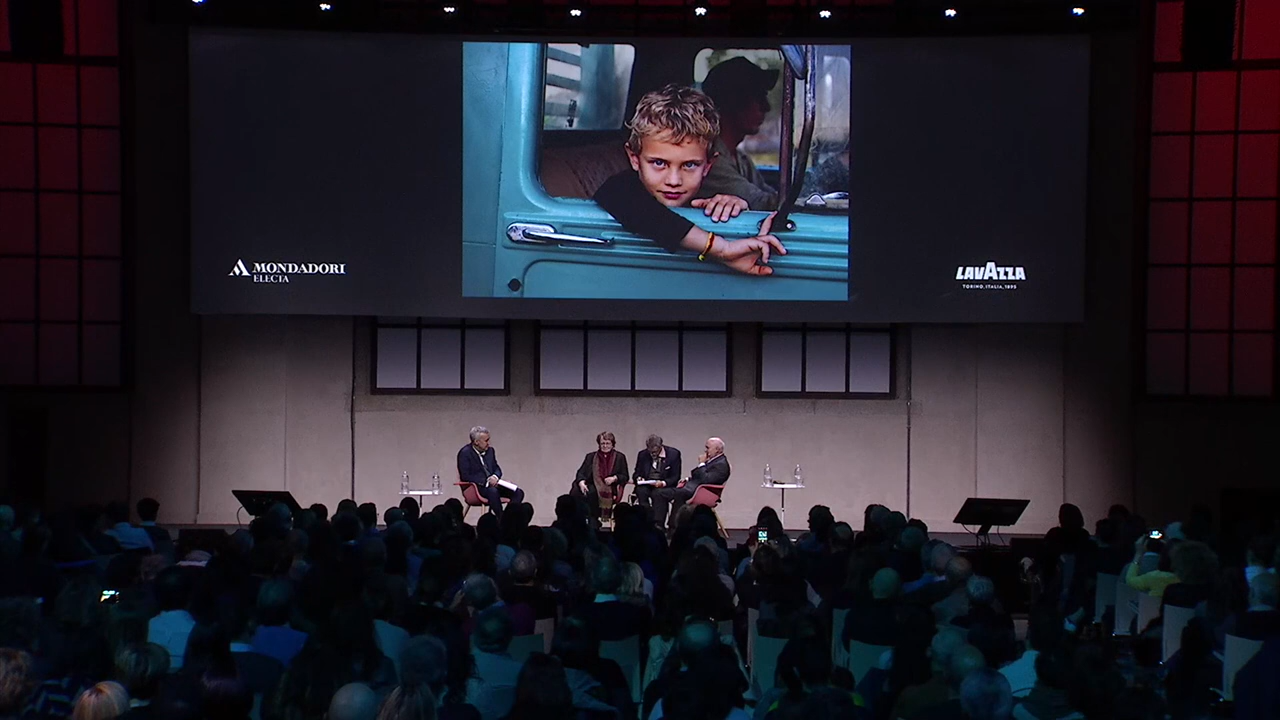 MONDADORI
ELECTA
LAVAZZA
TORINO, ITALIA, 1895